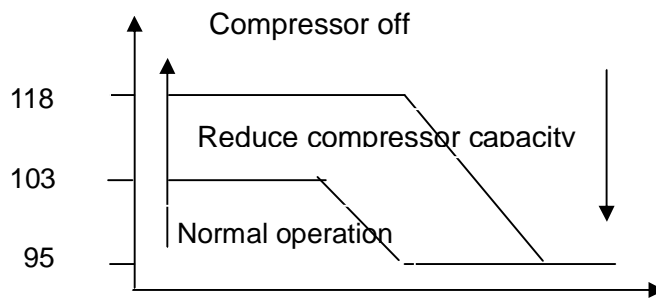 Compressor off
118
Reduce compressor capacity
103
Normal operation
95